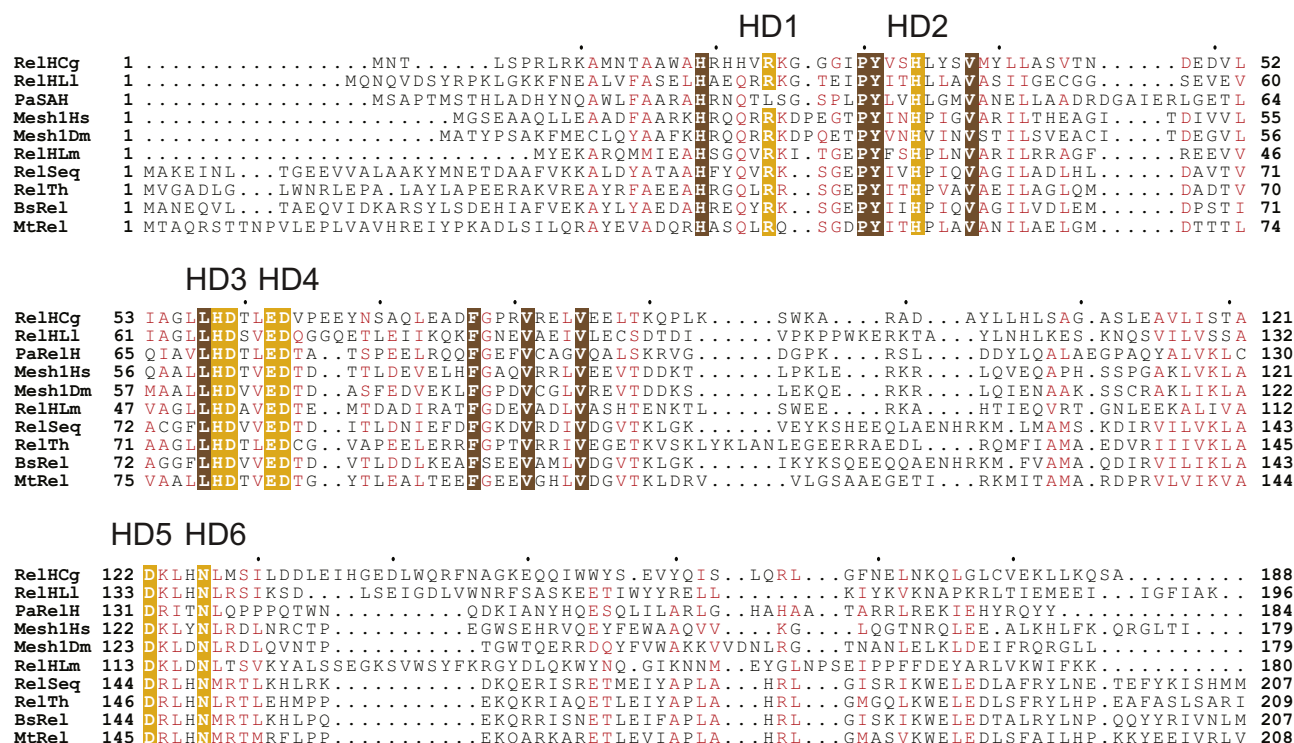 HD1 HD2
RelHCg 1 .................MNT......LSPRLRKAMNTAAWAHRHHVRKG.GGIPYVSHLYSVMYLLASVTN......DEDVL 52
RelHLl 1 ...............MQNQVDSYRPKLGKKFNEALVFASELHAEQRRKG.TEIPYITHLLAVASIIGECGG......SEVEV 60
PaSAH 1 .................MSAPTMSTHLADHYNQAWLFAARAHRNQTLSG.SPLPYLVHLGMVANELLAADRDGAIERLGETL 64
Mesh1Hs 1 .......................MGSEAAQLLEAADFAARKHRQQRRKDPEGTPYINHPIGVARILTHEAGI...TDIVVL 55
Mesh1Dm 1 ......................MATYPSAKFMECLQYAAFKHRQQRRKDPQETPYVNHVINVSTILSVEACI...TDEGVL 56
RelHLm 1 .............................MYEKARQMMIEAHSGQVRKI.TGEPYFSHPLNVARILRRAGF......REEVV 46
RelSeq 1 MAKEINL...TGEEVVALAAKYMNETDAAFVKKALDYATAAHFYQVRK..SGEPYIVHPIQVAGILADLHL......DAVTV 71
RelTh 1 MVGADLG..LWNRLEPA.LAYLAPEERAKVREAYRFAEEAHRGQLRR..SGEPYITHPVAVAEILAGLQM......DADTV 70
BsRel 1 MANEQVL...TAEQVIDKARSYLSDEHIAFVEKAYLYAEDAHREQYRK..SGEPYIIHPIQVAGILVDLEM......DPSTI 71
MtRel 1 MTAQRSTTNPVLEPLVAVHREIYPKADLSILQRAYEVADQRHASQLRQ..SGDPYITHPLAVANILAELGM......DTTTL 74
HD3 HD4
RelHCg 53 IAGLLHDTLEDVPEEYNSAQLEADFGPRVRELVEELTKQPLK.....SWKA....RAD...AYLLHLSAG.ASLEAVLISTA 121
RelHLl 61 IAGLLHDSVEDQGGQETLEIIKQKFGNEVAEIVLECSDTDI......VPKPPWKERKTA...YLNHLKES.KNQSVILVSSA 132
PaRelH 65 QIAVLHDTLEDTA..TSPEELRQQFGEFVCAGVQALSKRVG......DGPK....RSL...DDYLQALAEGPAQYALVKLC 130
Mesh1Hs 56 QAALLHDTVEDTD..TTLDEVELHFGAQVRRLVEEVTDDKT......LPKLE...RKR...LQVEQAPH.SSPGAKLVKLA 121
Mesh1Dm 57 MAALLHDVVEDTD..ASFEDVEKLFGPDVCGLVREVTDDKS......LEKQE...RKR...LQIENAAK.SSCRAKLIKLA 122
RelHLm 47 VAGLLHDAVEDTE..MTDADIRATFGDEVADLVASHTENKTL.....SWEE....RKA....HTIEQVRT.GNLEEKALIVA 112
RelSeq 72 ACGFLHDVVEDTD..ITLDNIEFDFGKDVRDIVDGVTKLGK......VEYKSHEEQLAENHRKM.LMAMS.KDIRVILVKLA 143
RelTh 71 AAGLLHDTLEDCG..VAPEELERRFGPTVRRIVEGETKVSKLYKLANLEGEERRAEDL....RQMFIAMA.EDVRIIIVKLA 145
BsRel 72 AGGFLHDVVEDTD..VTLDDLKEAFSEEVAMLVDGVTKLGK......IKYKSQEEQQAENHRKM.FVAMA.QDIRVILIKLA 143
MtRel 75 VAALLHDTVEDTG..YTLEALTEEFGEEVGHLVDGVTKLDRV.....VLGSAAEGETI...RKMITAMA.RDPRVLVIKVA 144
HD5 HD6
RelHCg 122 DKLHNLMSILDDLEIHGEDLWQRFNAGKEQQIWWYS.EVYQIS..LQRL...GFNELNKQLGLCVEKLLKQSA......... 188
RelHLl 133 DKLHNLRSIKSD...LSEIGDLVWNRFSASKEETIWYYRELL.........KIYKVKNAPKRLTIEMEEI...IGFIAK.. 196
PaRelH 131 DRITNLQPPPQTWN..........QDKIANYHQESQLILARLG..HAHAA..TARRLREKIEHYRQYY............. 184
Mesh1Hs 122 DKLYNLRDLNRCTP..........EGWSEHRVQEYFEWAAQVV...KG....LQGTNRQLEE.ALKHLFK.QRGLTI.... 179
Mesh1Dm 123 DKLDNLRDLQVNTP..........TGWTQERRDQYFVWAKKVVDNLRG....TNANLELKLDEIFRQRGLL.......... 179
RelHLm 113 DKLDNLTSVKYALSSEGKSVWSYFKRGYDLQKWYNQ.GIKNNM..EYGLNPSEIPPFFDEYARLVKWIFKK.......... 180
RelSeq 144 DRLHNMRTLKHLRK..........DKQERISRETMEIYAPLA...HRL...GISRIKWELEDLAFRYLNE.TEFYKISHMM 207
RelTh 146 DRLHNLRTLEHMPP..........EKQKRIAQETLEIYAPLA...HRL...GMGQLKWELEDLSFRYLHP.EAFASLSARI 209
BsRel 144 DRLHNMRTLKHLPQ..........EKQRRISNETLEIFAPLA...HRL...GISKIKWELEDTALRYLNP.QQYYRIVNLM 207
MtRel 145 DRLHNMRTMRFLPP..........EKQARKARETLEVIAPLA...HRL...GMASVKWELEDLSFAILHP.KKYEEIVRLV 208